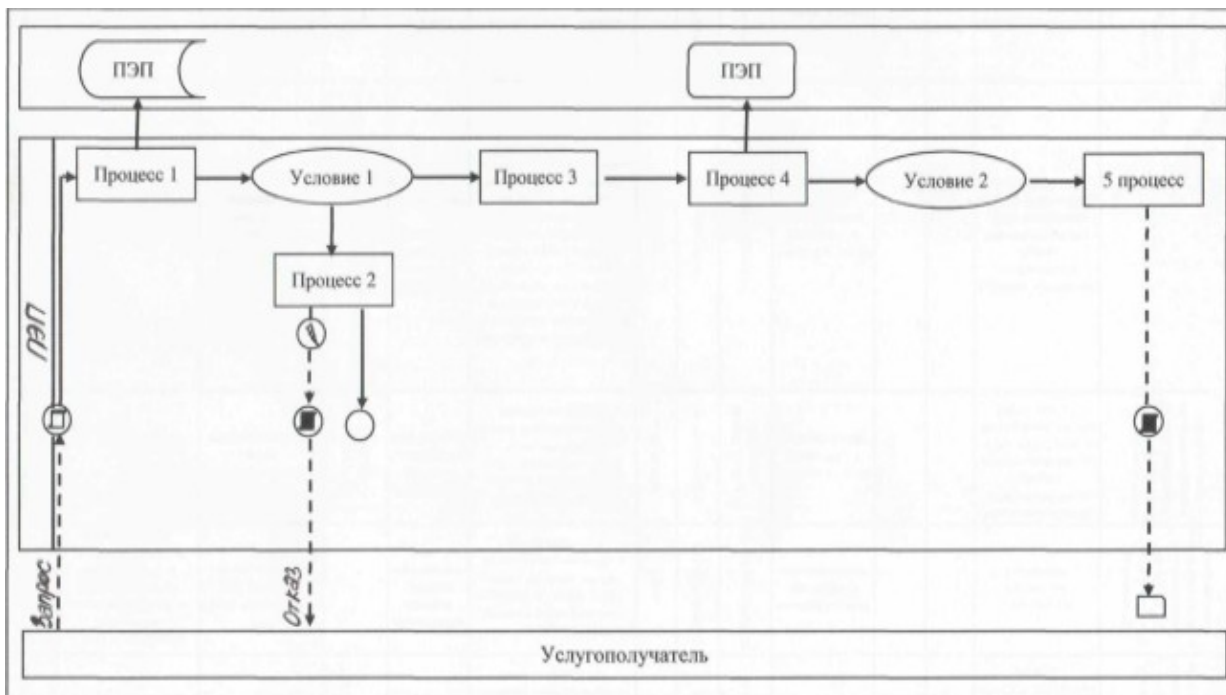 ПЭП
ПЭП
Процесс 1
Условие 1
Процесс 3
Процесс 4
Условие 2
5 процесс
Процесс 2
ПЭП
Запрос
Отказ
Услугополучатель